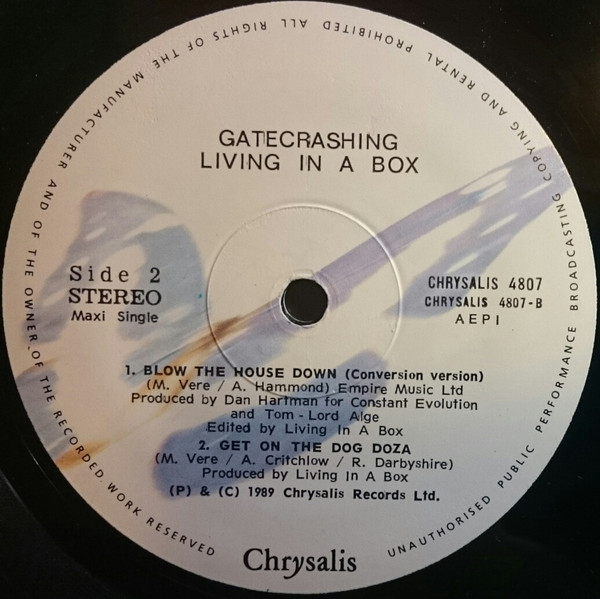 GATECRASHING
LIVING IN A BOX
Side 2
STEREO
Maxi Single
CHRYSALIS 4807
CHRYSALIS 4807-B
AEPI
1. BLOW THE HOUSE DOWN (Conversion version)
(M. Vere / A. Hammond) Empire Music Ltd
Produced by Dan Hartman for Constant Evolution
and Tom - Lord Alge
Edited by Living In A Box
2. GET ON THE DOG DOZA
(M. Vere / A. Critchlow / R. Darbyshire)
Produced by Living In A Box
(P) & (C) 1989 Chrysalis Records Ltd.
Chrysalis
ALL RIGHTS OF THE MANUFACTURER AND OF THE OWNER OF THE RECORDED WORK RESERVED
UNAUTHORISED PUBLIC PERFORMANCE BROADCASTING COPYING AND RENTAL PROHIBITED